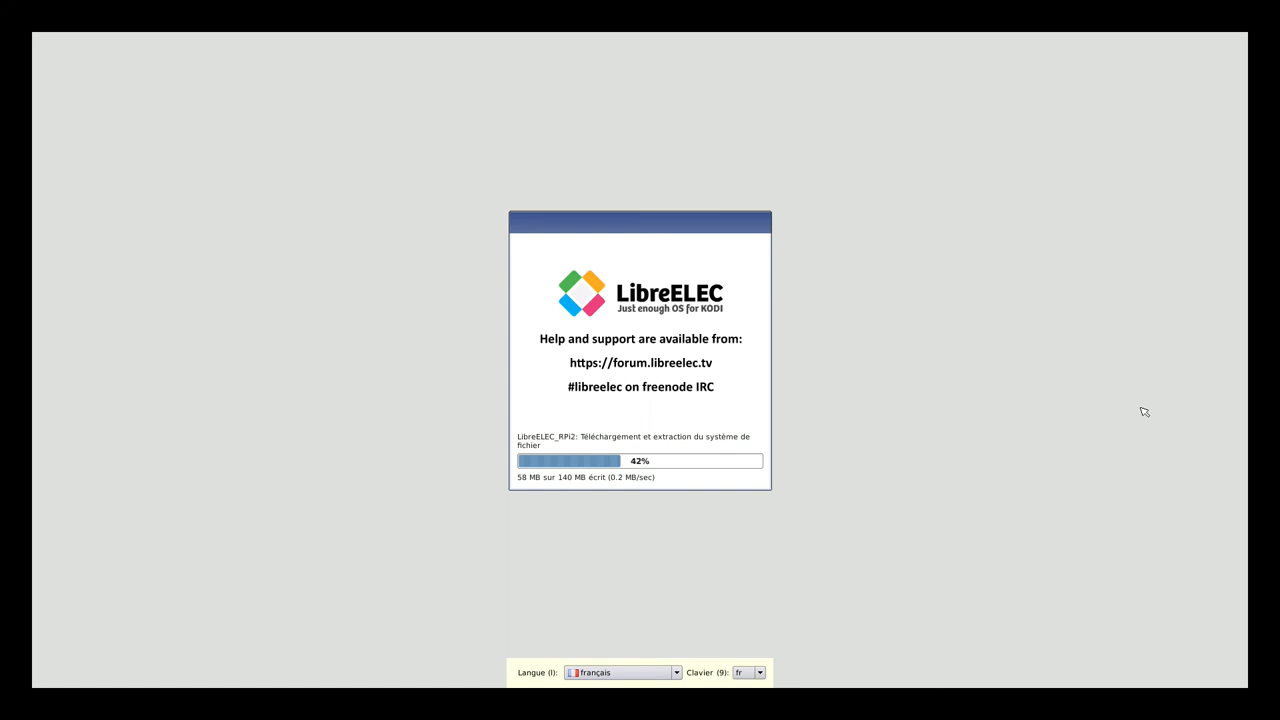 LibreELEC
Just enough OS for KODI
Help and support are available from:
https://forum.libreelec.tv
#libreelec on freenode IRC
LibreELEC_RPi2: Téléchargement et extraction du système de
fichier
42%
58 MB sur 140 MB écrit (0.2 MB/sec)
Langue (l): français Clavier (9): fr